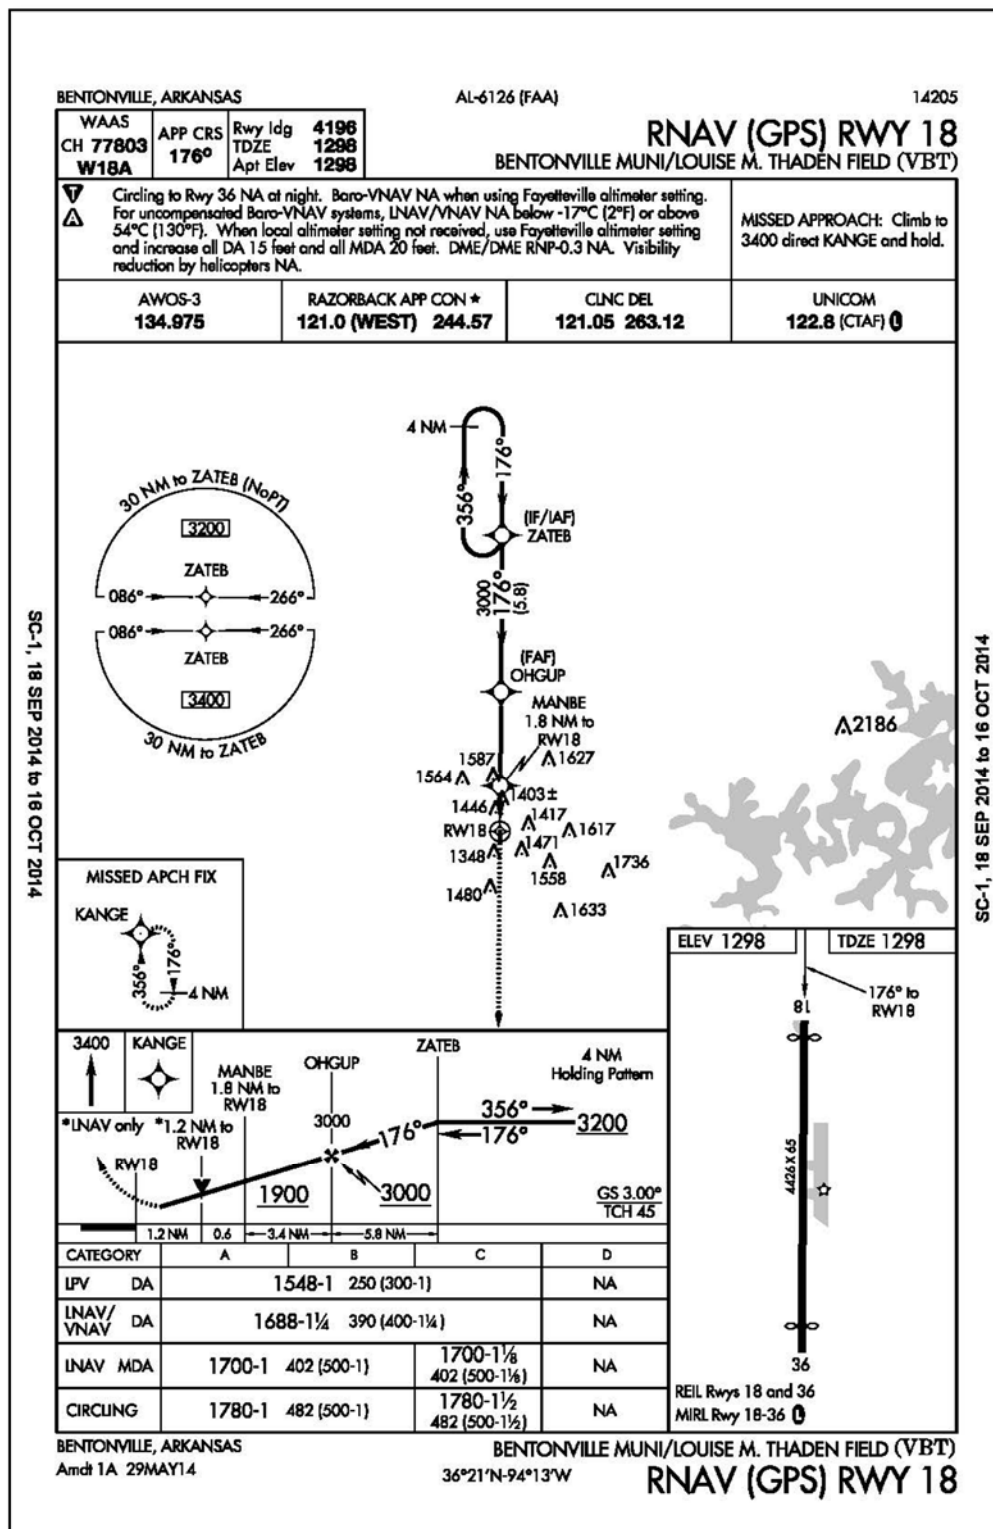 BENTONVILLE, ARKANSAS
AL-6126 (FAA)
14205
WAAS
CH 77803
W18A
APP CRS
176°
Rwy ldg 4196
TDZE 1298
Apt Elev 1298
RNAV (GPS) RWY 18
BENTONVILLE MUNI/LOUISE M. THADEN FIELD (VBT)
T
A
Circling to Rwy 36 NA at night. Baro-VNAV NA when using Fayetteville altimeter setting.
For uncompensated Baro-VNAV systems, LNAV/VNAV NA below -17°C (2°F) or above
54°C (130°F). When local altimeter setting not received, use Fayetteville altimeter setting
and increase all DA 15 feet and all MDA 20 feet. DME/DME RNP-0.3 NA. Visibility
reduction by helicopters NA.
MISSED APPROACH: Climb to
3400 direct KANGE and hold.
AWOS-3
134.975
RAZORBACK APP CON ★
121.0 (WEST) 244.57
CLNC DEL
121.05 263.12
UNICOM
122.8 (CTAF) L
4 NM
356°
176°
(IF/IAF)
ZATEB
3000
176°
(5.8)
(FAF)
OHGUP
MANBE
1.8 NM to
RW18
30 NM to ZATEB (NoPT)
3200
ZATEB
086°
266°
086°
266°
ZATEB
3400
30 NM to ZATEB
2186
1587
1627
1564
1403±
1446
1417
RW18
1617
1348
1471
1558
1736
1480
1633
MISSED APCH FIX
KANGE
356°
176°
4 NM
ELEV 1298
TDZE 1298
176° to
RW18
18
4426 X 65
36
REIL Rwys 18 and 36
MIRL Rwy 18-36 L
3400
KANGE
MANBE
1.8 NM to
RW18
OHGUP
ZATEB
4 NM
Holding Pattern
*LNAV only
*1.2 NM to
RW18
RW18
3000
176°
356°
176°
3200
1900
3000
GS 3.00°
TCH 45
1.2 NM
0.6
3.4 NM
5.8 NM
CATEGORY A B C D
LPV DA 1548-1 250 (300-1) NA
LNAV/
VNAV DA 1688-1¼ 390 (400-1¼) NA
LNAV MDA 1700-1 402 (500-1) 1700-1⅛
402 (500-1⅛) NA
CIRCLING 1780-1 482 (500-1) 1780-1½
482 (500-1½) NA
BENTONVILLE, ARKANSAS
Amdt 1A 29MAY14
36°21'N-94°13'W
BENTONVILLE MUNI/LOUISE M. THADEN FIELD (VBT)
RNAV (GPS) RWY 18
SC-1, 18 SEP 2014 to 16 OCT 2014
SC-1, 18 SEP 2014 to 16 OCT 2014